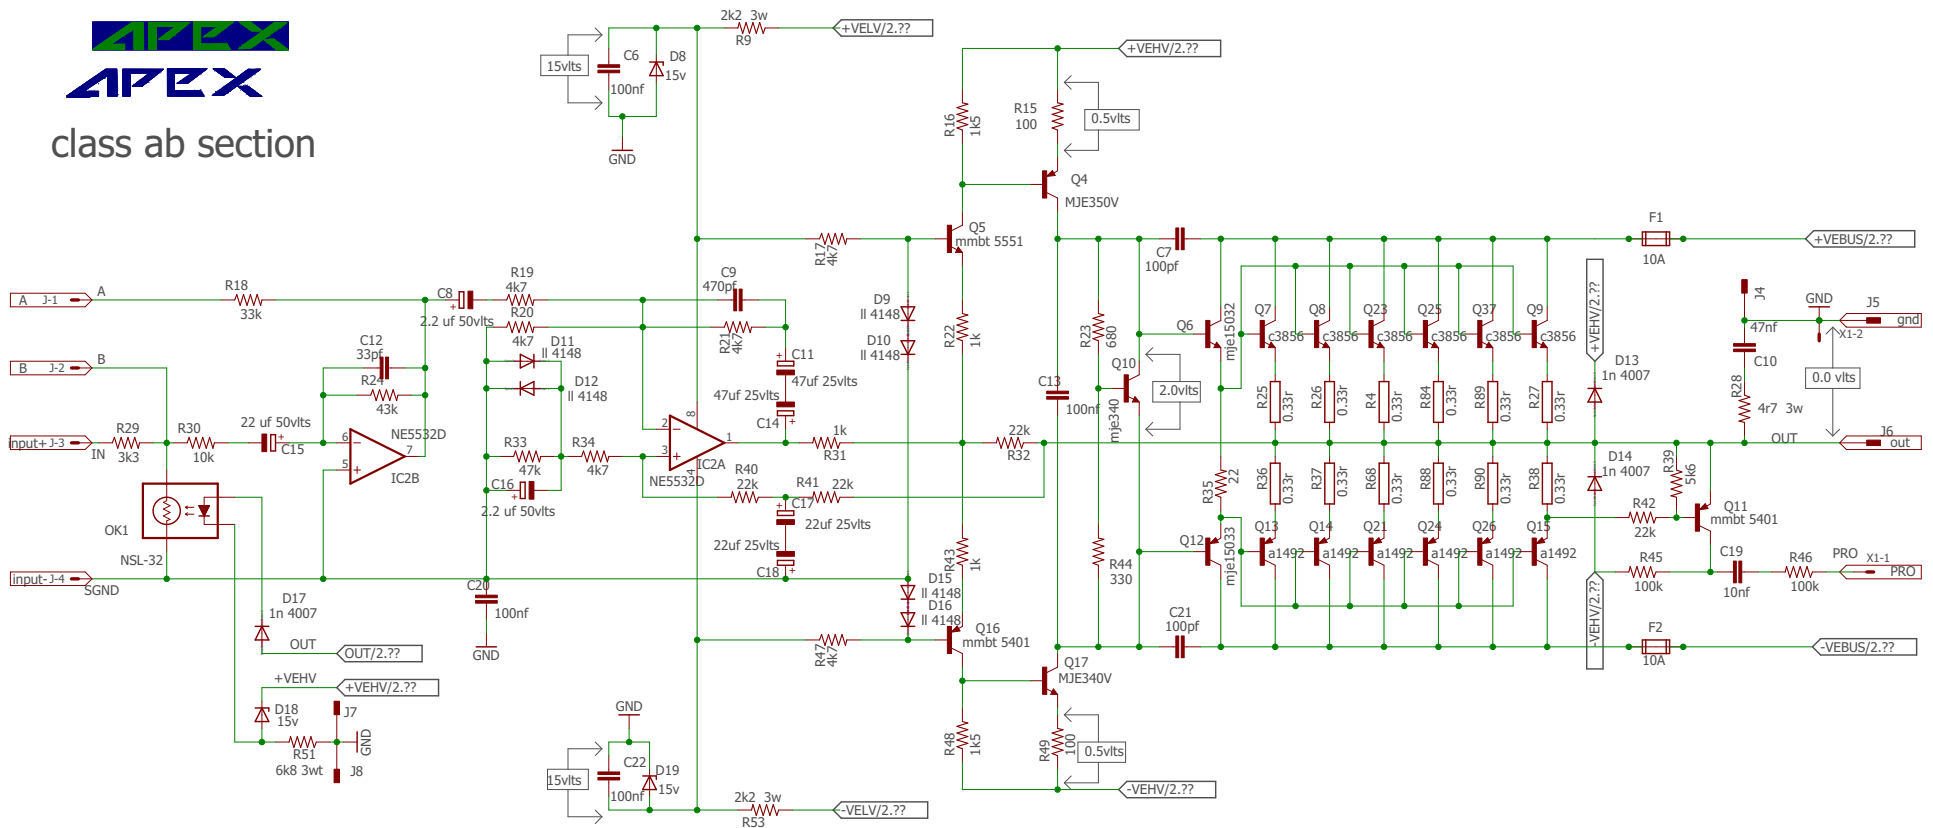 APEX
APEX
class ab section
2k2 3w
R9
+VELV/2.??
15vlts
C6
100nf
D8
15v
GND
+VEHV/2.??
R16
1k5
R15
100
0.5vlts
Q4
MJE350V
Q5
mmbt 5551
R17
4k7
C7
100pf
F1
10A
+VEBUS/2.??
A J-1
A
R18
33k
C8
2.2 uf 50vlts
R19
4k7
R20
4k7
C9
470pf
R21
4k7
D9
ll 4148
D10
ll 4148
R22
1k
R23
680
Q6
mje15032
Q7
c3856
Q8
c3856
Q23
c3856
Q25
c3856
Q37
c3856
Q9
c3856
+VEHV/2.??
J4
GND
J5
gnd
X1-2
47nf
C10
B J-2
B
C12
33pf
R24
43k
D11
ll 4148
D12
ll 4148
C11
47uf 25vlts
47uf 25vlts
C14
C13
100nf
Q10
mje340
2.0vlts
R25
0.33r
R26
0.33r
R4
0.33r
R84
0.33r
R89
0.33r
R27
0.33r
D13
1n 4007
R28
4r7 3w
0.0 vlts
input+ J-3
IN
R29
3k3
R30
10k
22 uf 50vlts
C15
6
5
7
NE5532D
IC2B
R33
47k
R34
4k7
C16
2.2 uf 50vlts
8
2
3
1
4
NE5532D
IC2A
1k
R31
22k
R32
R40
22k
R41
22k
C17
22uf 25vlts
22uf 25vlts
C18
OUT
J6
out
R35
22
R36
0.33r
R37
0.33r
R68
0.33r
R88
0.33r
R90
0.33r
R38
0.33r
D14
1n 4007
R39
5k6
R42
22k
Q11
mmbt 5401
OK1
NSL-32
R43
1k
R44
330
Q12
mje15033
Q13
a1492
Q14
a1492
Q21
a1492
Q24
a1492
Q26
a1492
Q15
a1492
R45
100k
C19
10nf
R46
100k
PRO
X1-1
PRO
input- J-4
SGND
D17
1n 4007
C20
100nf
GND
D15
ll 4148
D16
ll 4148
C21
100pf
-VEHV/2.??
F2
10A
-VEBUS/2.??
OUT
OUT/2.??
R47
4k7
Q16
mmbt 5401
Q17
MJE340V
+VEHV
+VEHV/2.??
D18
15v
J7
GND
R51
6k8 3wt
J8
GND
15vlts
C22
100nf
D19
15v
R48
1k5
R49
100
0.5vlts
-VEHV/2.??
2k2 3w
R53
-VELV/2.??